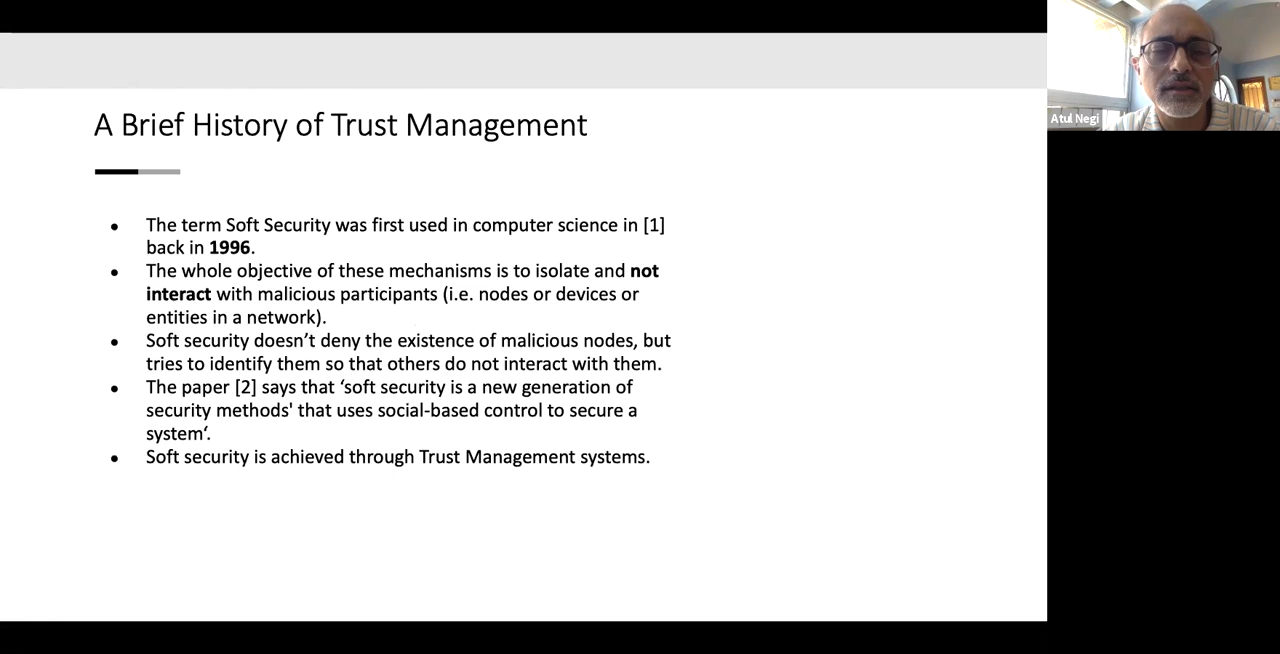 A Brief History of Trust Management
• The term Soft Security was first used in computer science in [1]
back in 1996.
• The whole objective of these mechanisms is to isolate and not
interact with malicious participants (i.e. nodes or devices or
entities in a network).
• Soft security doesn’t deny the existence of malicious nodes, but
tries to identify them so that others do not interact with them.
• The paper [2] says that ‘soft security is a new generation of
security methods' that uses social-based control to secure a
system‘.
• Soft security is achieved through Trust Management systems.
Atul Negi